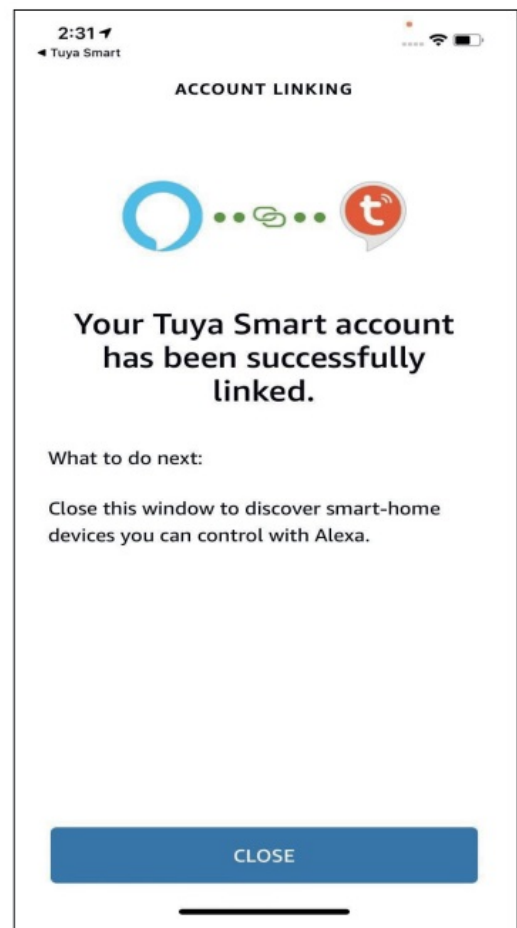 2:31
◀ Tuya Smart
ACCOUNT LINKING
t
Your Tuya Smart account
has been successfully
linked.
What to do next:
Close this window to discover smart-home
devices you can control with Alexa.
CLOSE